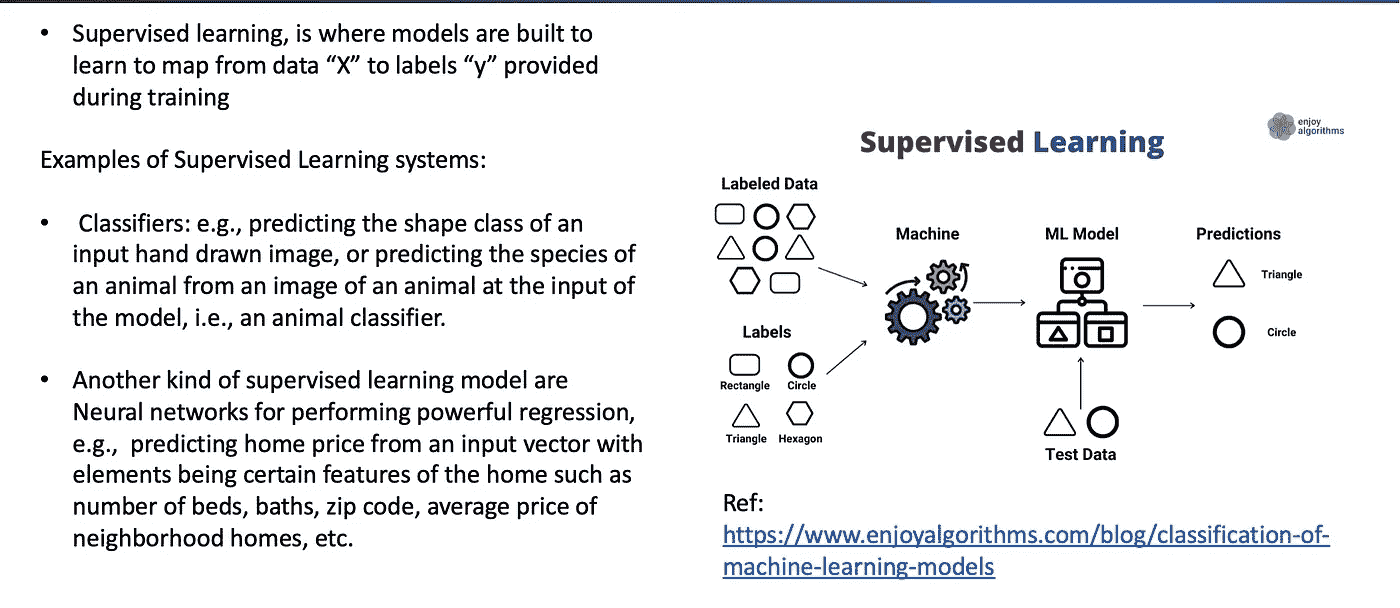 • Supervised learning, is where models are built to
learn to map from data “X” to labels “y” provided
during training
Examples of Supervised Learning systems:
• Classifiers: e.g., predicting the shape class of an
input hand drawn image, or predicting the species of
an animal from an image of an animal at the input of
the model, i.e., an animal classifier.
• Another kind of supervised learning model are
Neural networks for performing powerful regression,
e.g., predicting home price from an input vector with
elements being certain features of the home such as
number of beds, baths, zip code, average price of
neighborhood homes, etc.
enjoy
algorithms
Supervised Learning
Labeled Data
Machine
ML Model
Predictions
Triangle
Circle
Labels
Rectangle Circle
Triangle Hexagon
Test Data
Ref:
https://www.enjoyalgorithms.com/blog/classification-of-
machine-learning-models